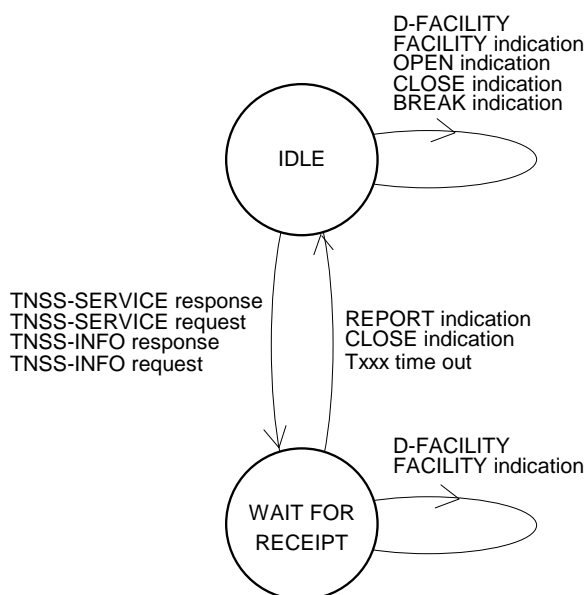 D-FACILITY
FACILITY indication
OPEN indication
CLOSE indication
BREAK indication
IDLE
TNSS-SERVICE response
TNSS-SERVICE request
TNSS-INFO response
TNSS-INFO request
REPORT indication
CLOSE indication
Txxx time out
D-FACILITY
FACILITY indication
WAIT FOR
RECEIPT